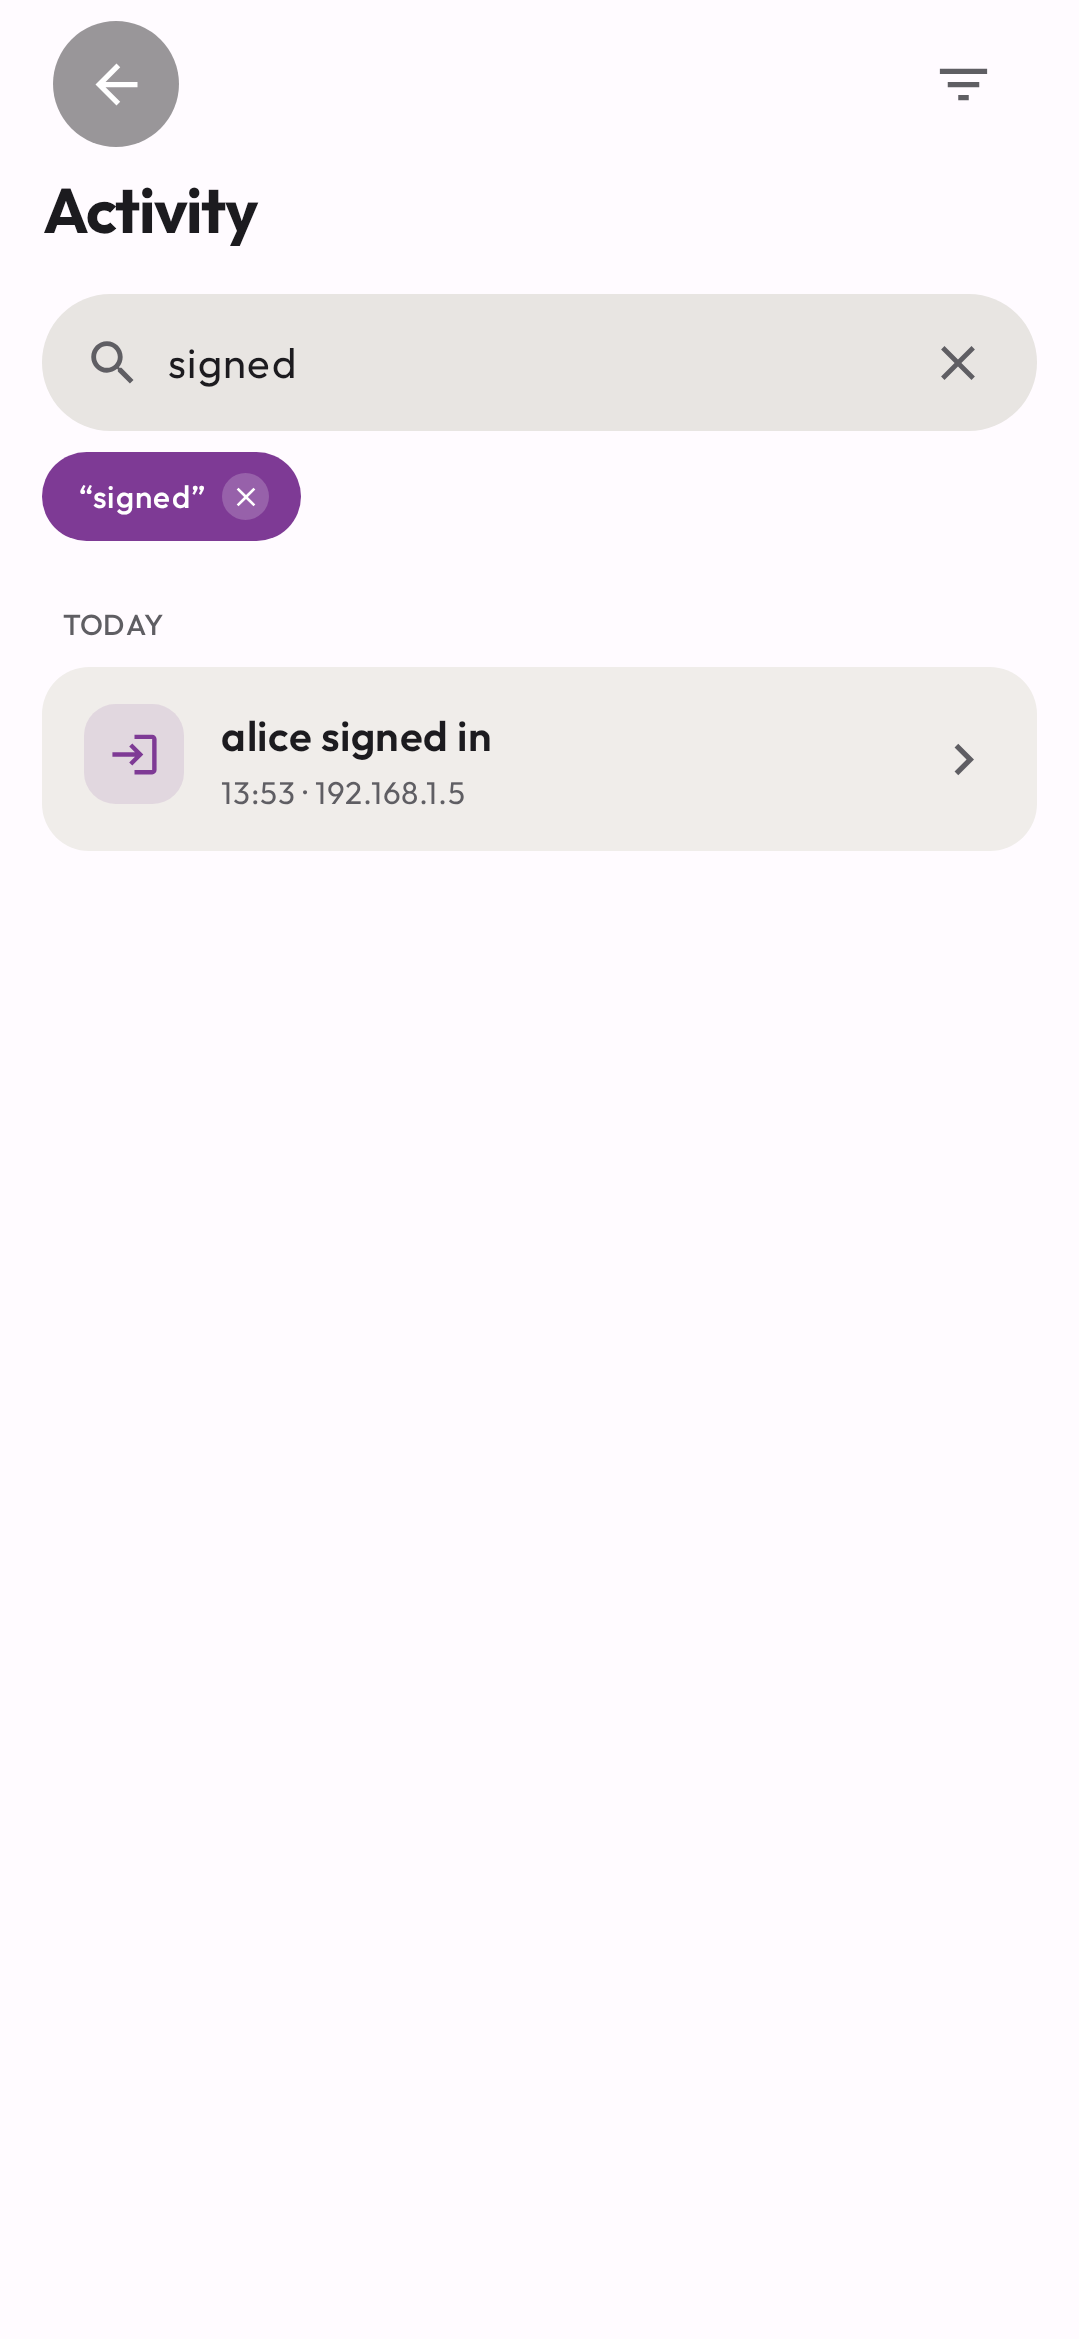 Activity
signed
“signed”
TODAY
alice signed in
13:53 · 192.168.1.5